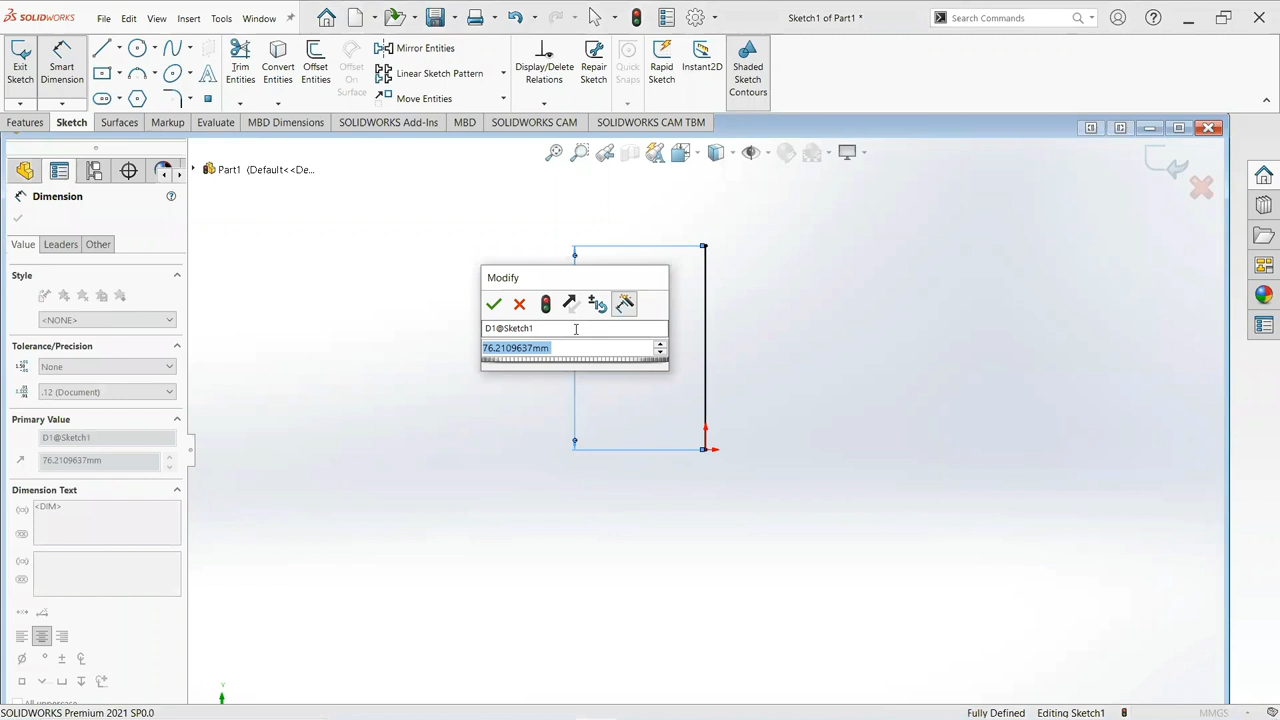 SOLIDWORKS File Edit View Insert Tools Window Sketch1 of Part1 * Search Commands
Exit Sketch
Smart Dimension
Trim Entities
Convert Entities
Offset Entities
Offset On Surface
Mirror Entities
Linear Sketch Pattern
Move Entities
Display/Delete Relations
Repair Sketch
Quick Snaps
Rapid Sketch
Instant2D
Shaded Sketch Contours
Features Sketch Surfaces Markup Evaluate MBD Dimensions SOLIDWORKS Add-Ins MBD SOLIDWORKS CAM SOLIDWORKS CAM TBM
Part1 (Default<<De...
Dimension
Value Leaders Other
Style
<NONE>
Tolerance/Precision
None
.12 (Document)
Primary Value
D1@Sketch1
76.2109637mm
Dimension Text
<DIM>
All uppercase
Modify
D1@Sketch1
76.2109637mm
SOLIDWORKS Premium 2021 SP0.0 Fully Defined Editing Sketch1 MMGS